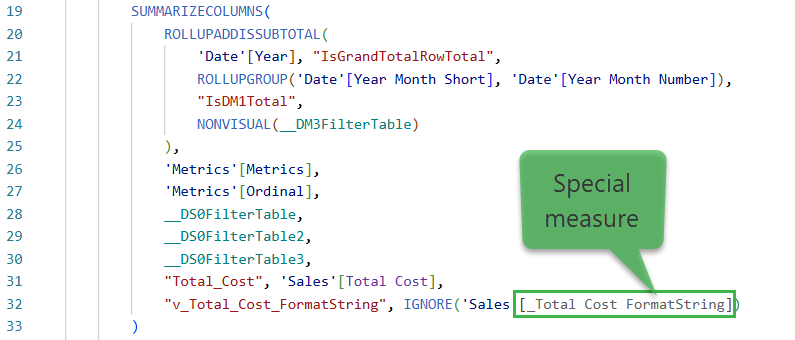 19 SUMMARIZECOLUMNS(
20 ROLLUPADDISSUBTOTAL(
21 'Date'[Year], "IsGrandTotalRowTotal",
22 ROLLUPGROUP('Date'[Year Month Short], 'Date'[Year Month Number]),
23 "IsDM1Total",
24 NONVISUAL(__DM3FilterTable)
25 ),
26 'Metrics'[Metrics],
27 'Metrics'[Ordinal],
28 __DS0FilterTable,
29 __DS0FilterTable2,
30 __DS0FilterTable3,
31 "Total_Cost", 'Sales'[Total Cost],
32 "v_Total_Cost_FormatString", IGNORE('Sales [_Total Cost FormatString])
33 )
Special
measure